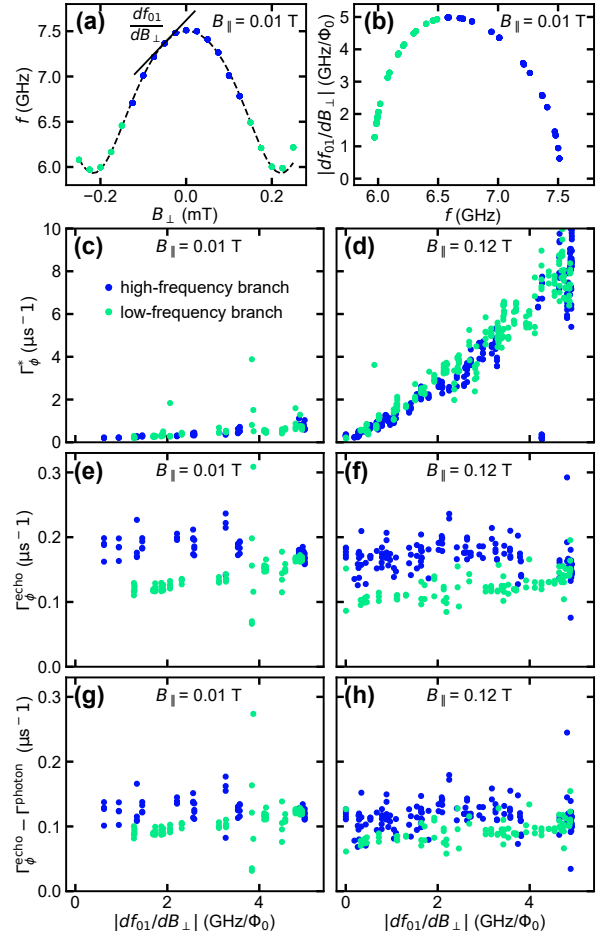 (a)
df₀₁
dB⊥
B∥ = 0.01 T
7.5
7.0
6.5
6.0
f (GHz)
−0.2 0.0 0.2
B⊥ (mT)
(b)
B∥ = 0.01 T
5
4
3
2
1
0
|df₀₁/dB⊥| (GHz/Φ₀)
6.0 6.5 7.0 7.5
f (GHz)
(c)
B∥ = 0.01 T
high-frequency branch
low-frequency branch
10
8
6
4
2
0
Γ*ϕ (μs⁻¹)
(d)
B∥ = 0.12 T
(e)
B∥ = 0.01 T
0.3
0.2
0.1
0.0
Γϕ^echo (μs⁻¹)
(f)
B∥ = 0.12 T
(g)
B∥ = 0.01 T
0.3
0.2
0.1
0.0
Γϕ^echo − Γ^photon (μs⁻¹)
0 2 4
|df₀₁/dB⊥| (GHz/Φ₀)
(h)
B∥ = 0.12 T
0 2 4
|df₀₁/dB⊥| (GHz/Φ₀)